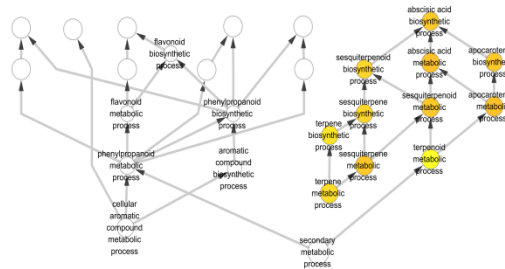 abscisic acid
biosynthetic
process
flavonoid
biosynthetic
process
sesquiterpenoid
biosynthetic
process
abscisic acid
metabolic
process
apocaroten
biosynthetic
process
flavonoid
metabolic
process
phenylpropanoid
biosynthetic
process
terpene
biosynthetic
process
sesquiterpene
biosynthetic
process
sesquiterpenoid
metabolic
process
apocaroten
metabolic
process
phenylpropanoid
metabolic
process
aromatic
compound
biosynthetic
process
terpene
metabolic
process
sesquiterpene
metabolic
process
terpenoid
metabolic
process
cellular
aromatic
compound
metabolic
process
secondary
metabolic
process